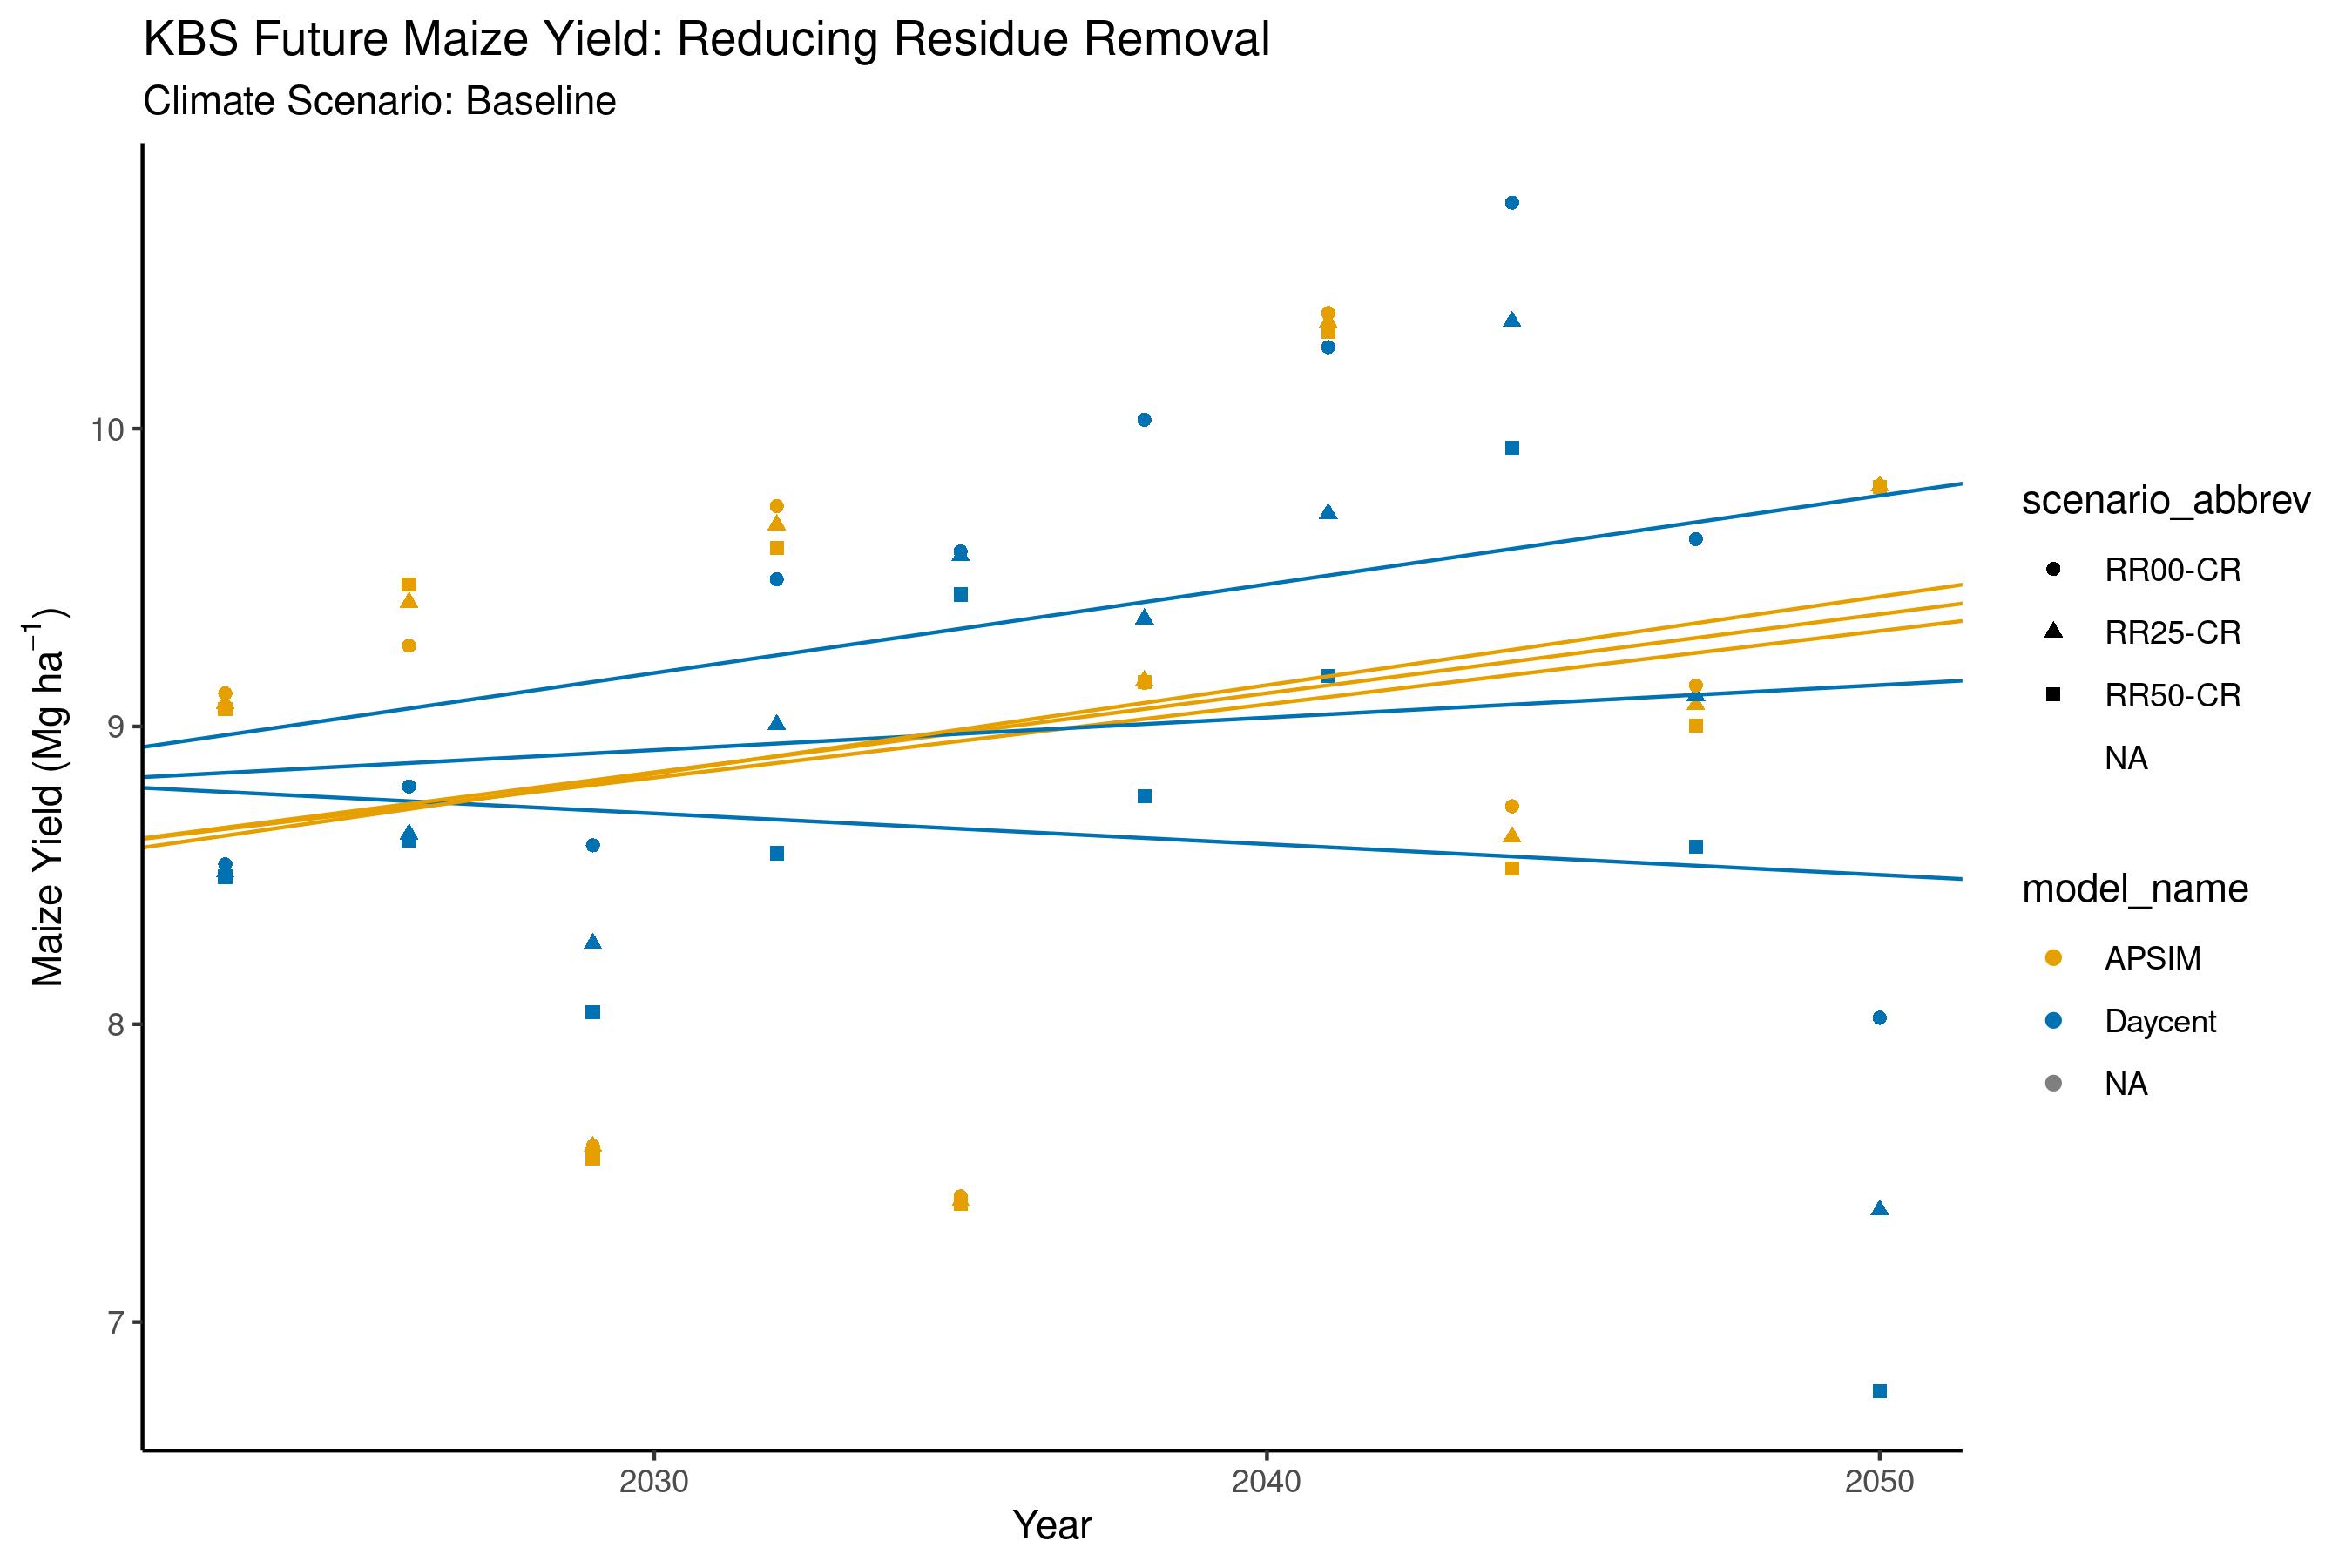 KBS Future Maize Yield: Reducing Residue Removal
Climate Scenario: Baseline
Maize Yield (Mg ha⁻¹)
10
9
8
7
2030
2040
2050
Year
scenario_abbrev
RR00-CR
RR25-CR
RR50-CR
NA
model_name
APSIM
Daycent
NA